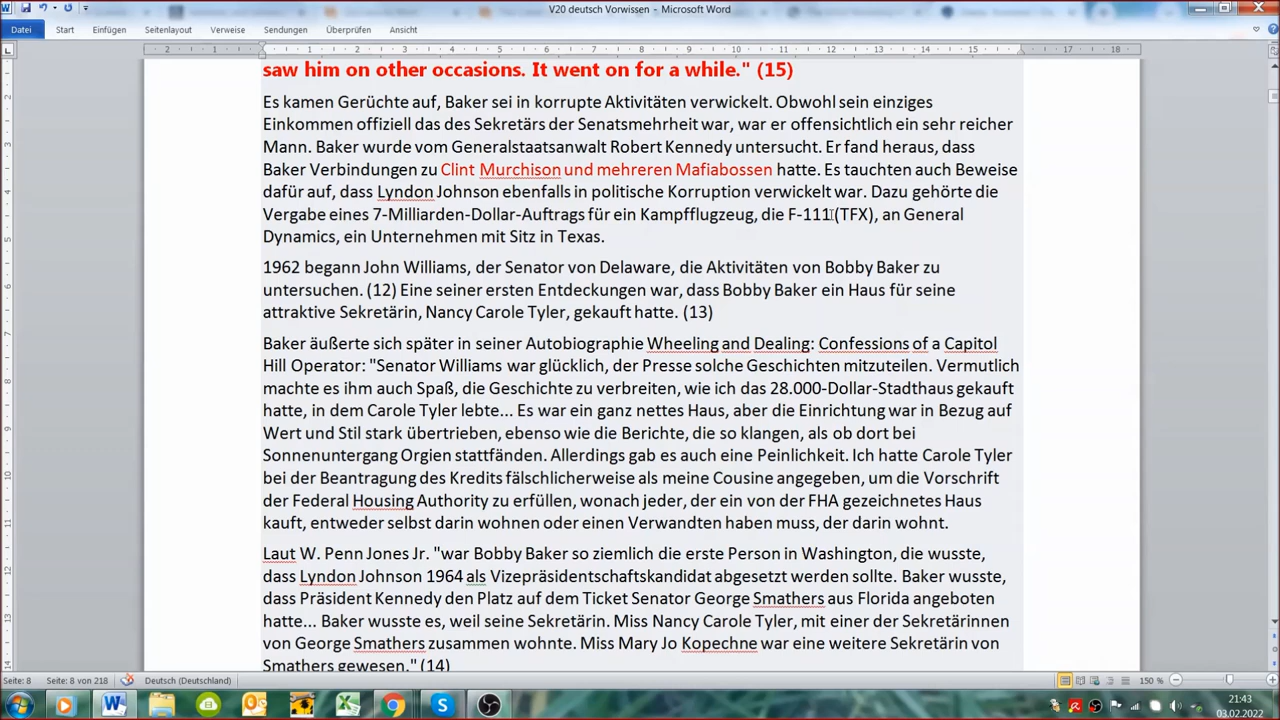 V20 deutsch Vorwissen - Microsoft Word
Datei Start Einfügen Seitenlayout Verweise Sendungen Überprüfen Ansicht
2 1 1 2 3 4 5 6 7 8 9 10 11 12 13 14 15 17 18
saw him on other occasions. It went on for a while." (15)
Es kamen Gerüchte auf, Baker sei in korrupte Aktivitäten verwickelt. Obwohl sein einziges
Einkommen offiziell das des Sekretärs der Senatsmehrheit war, war er offensichtlich ein sehr reicher
Mann. Baker wurde vom Generalstaatsanwalt Robert Kennedy untersucht. Er fand heraus, dass
Baker Verbindungen zu Clint Murchison und mehreren Mafiabossen hatte. Es tauchten auch Beweise
dafür auf, dass Lyndon Johnson ebenfalls in politische Korruption verwickelt war. Dazu gehörte die
Vergabe eines 7-Milliarden-Dollar-Auftrags für ein Kampfflugzeug, die F-111 (TFX), an General
Dynamics, ein Unternehmen mit Sitz in Texas.
1962 begann John Williams, der Senator von Delaware, die Aktivitäten von Bobby Baker zu
untersuchen. (12) Eine seiner ersten Entdeckungen war, dass Bobby Baker ein Haus für seine
attraktive Sekretärin, Nancy Carole Tyler, gekauft hatte. (13)
Baker äußerte sich später in seiner Autobiographie Wheeling and Dealing: Confessions of a Capitol
Hill Operator: "Senator Williams war glücklich, der Presse solche Geschichten mitzuteilen. Vermutlich
machte es ihm auch Spaß, die Geschichte zu verbreiten, wie ich das 28.000-Dollar-Stadthaus gekauft
hatte, in dem Carole Tyler lebte... Es war ein ganz nettes Haus, aber die Einrichtung war in Bezug auf
Wert und Stil stark übertrieben, ebenso wie die Berichte, die so klangen, als ob dort bei
Sonnenuntergang Orgien stattfänden. Allerdings gab es auch eine Peinlichkeit. Ich hatte Carole Tyler
bei der Beantragung des Kredits fälschlicherweise als meine Cousine angegeben, um die Vorschrift
der Federal Housing Authority zu erfüllen, wonach jeder, der ein von der FHA gezeichnetes Haus
kauft, entweder selbst darin wohnen oder einen Verwandten haben muss, der darin wohnt.
Laut W. Penn Jones Jr. "war Bobby Baker so ziemlich die erste Person in Washington, die wusste,
dass Lyndon Johnson 1964 als Vizepräsidentschaftskandidat abgesetzt werden sollte. Baker wusste,
dass Präsident Kennedy den Platz auf dem Ticket Senator George Smathers aus Florida angeboten
hatte... Baker wusste es, weil seine Sekretärin. Miss Nancy Carole Tyler, mit einer der Sekretärinnen
von George Smathers zusammen wohnte. Miss Mary Jo Kopechne war eine weitere Sekretärin von
Smathers gewesen." (14)
Seite: 8 Seite: 8 von 218 Deutsch (Deutschland) 150 %
21:43
03.02.2022